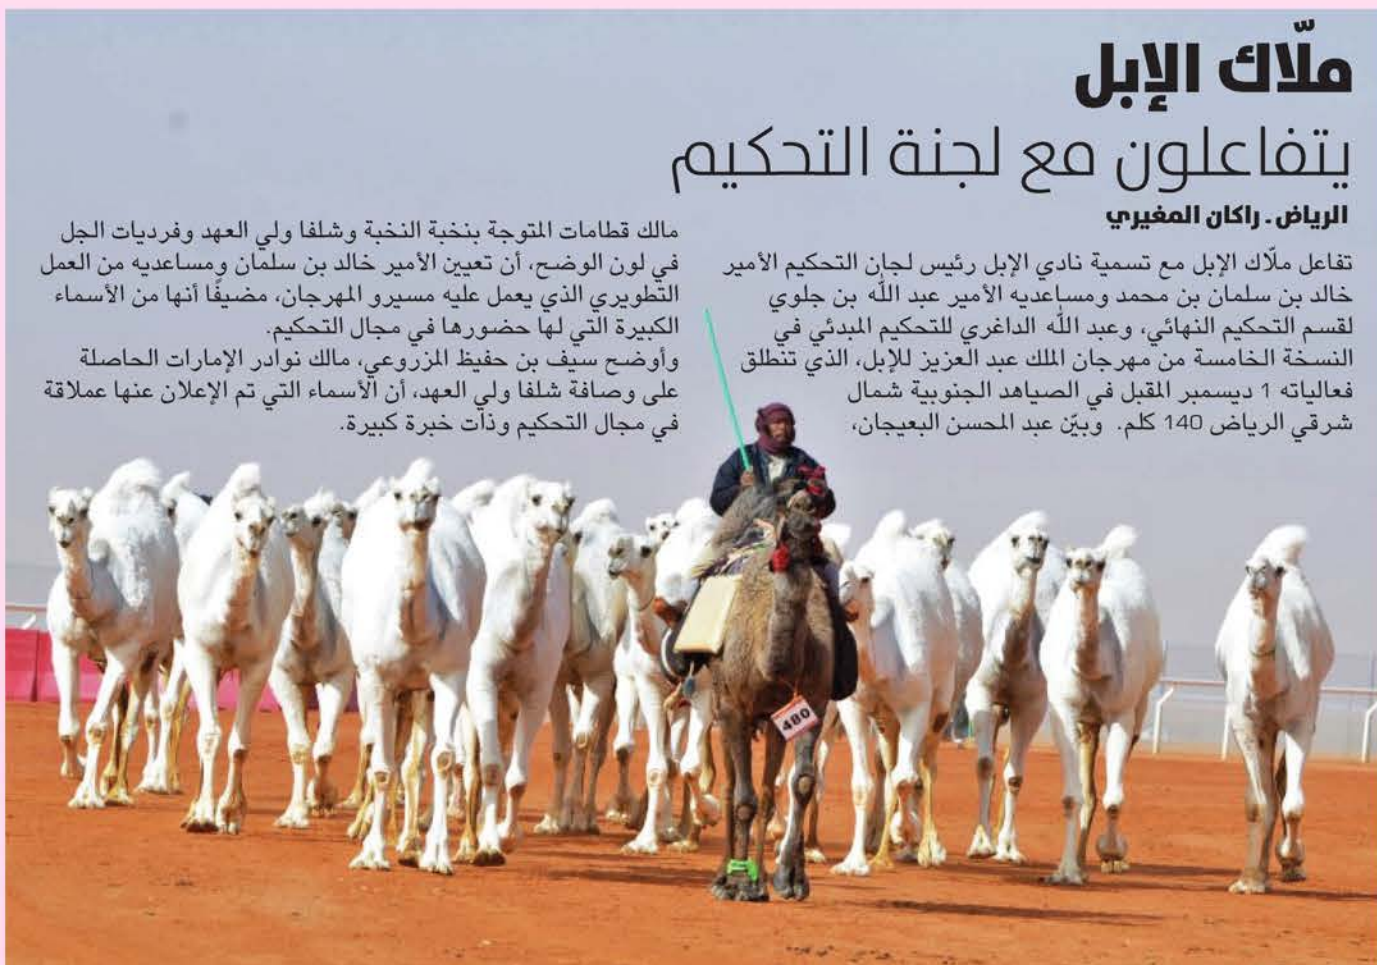 ملّاك الإبل
يتفاعلون مع لجنة التحكيم
الرياض. راكان المغيري
تفاعل ملّاك الإبل مع تسمية نادي الإبل رئيس لجان التحكيم الأمير
خالد بن سلمان بن محمد ومساعديه الأمير عبد الله بن جلوي
لقسم التحكيم النهائي، وعبد الله الداغري للتحكيم المبدئي في
النسخة الخامسة من مهرجان الملك عبد العزيز للإبل، الذي تنطلق
فعالياته 1 ديسمبر المقبل في الصياهد الجنوبية شمال
شرقي الرياض 140 كلم. وبيّن عبد المحسن البعيجان،
مالك قطامات المتوجة بنخبة النخبة وشلفا ولي العهد وفرديات الجل
في لون الوضح، أن تعيين الأمير خالد بن سلمان ومساعديه من العمل
التطويري الذي يعمل عليه مسيرو المهرجان، مضيفًا أنها من الأسماء
الكبيرة التي لها حضورها في مجال التحكيم.
وأوضح سيف بن حفيظ المزروعي، مالك نوادر الإمارات الحاصلة
على وصافة شلفا ولي العهد، أن الأسماء التي تم الإعلان عنها عملاقة
في مجال التحكيم وذات خبرة كبيرة.
480